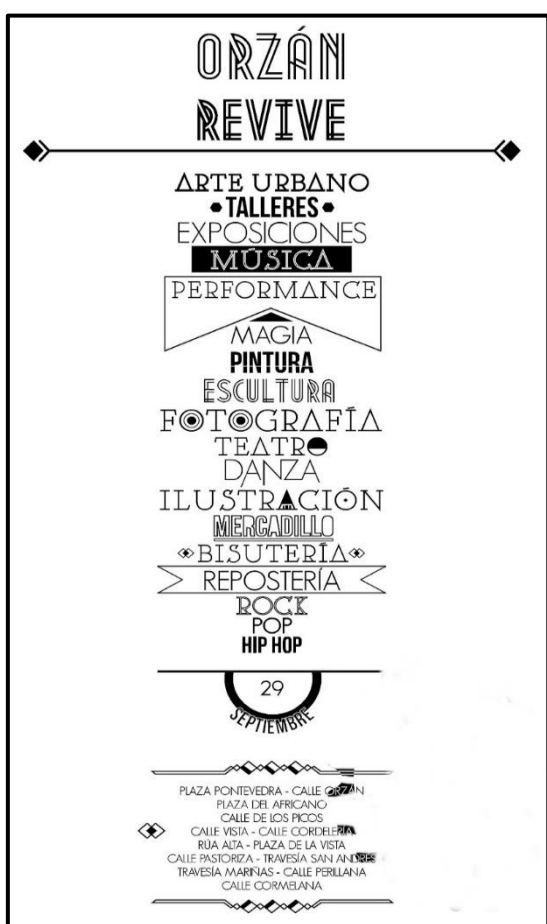 ORZÁN
REVIVE
ARTE URBANO
TALLERES
EXPOSICIONES
MÚSICA
PERFORMANCE
MAGIA
PINTURA
ESCULTURA
FOTOGRAFÍA
TEATRO
DANZA
ILUSTRACIÓN
MERCADILLO
BISUTERÍA
REPOSTERÍA
ROCK
POP
HIP HOP
29
SEPTIEMBRE
PLAZA PONTEVEDRA - CALLE ORZÁN
PLAZA DEL AFRICANO
CALLE DE LOS PICOS
CALLE VISTA - CALLE CORDELERÍA
RÚA ALTA - PLAZA DE LA VISTA
CALLE PASTORIZA - TRAVESÍA SAN ANDRÉS
TRAVESÍA MARIÑAS - CALLE PERILLANA
CALLE CORMELANA